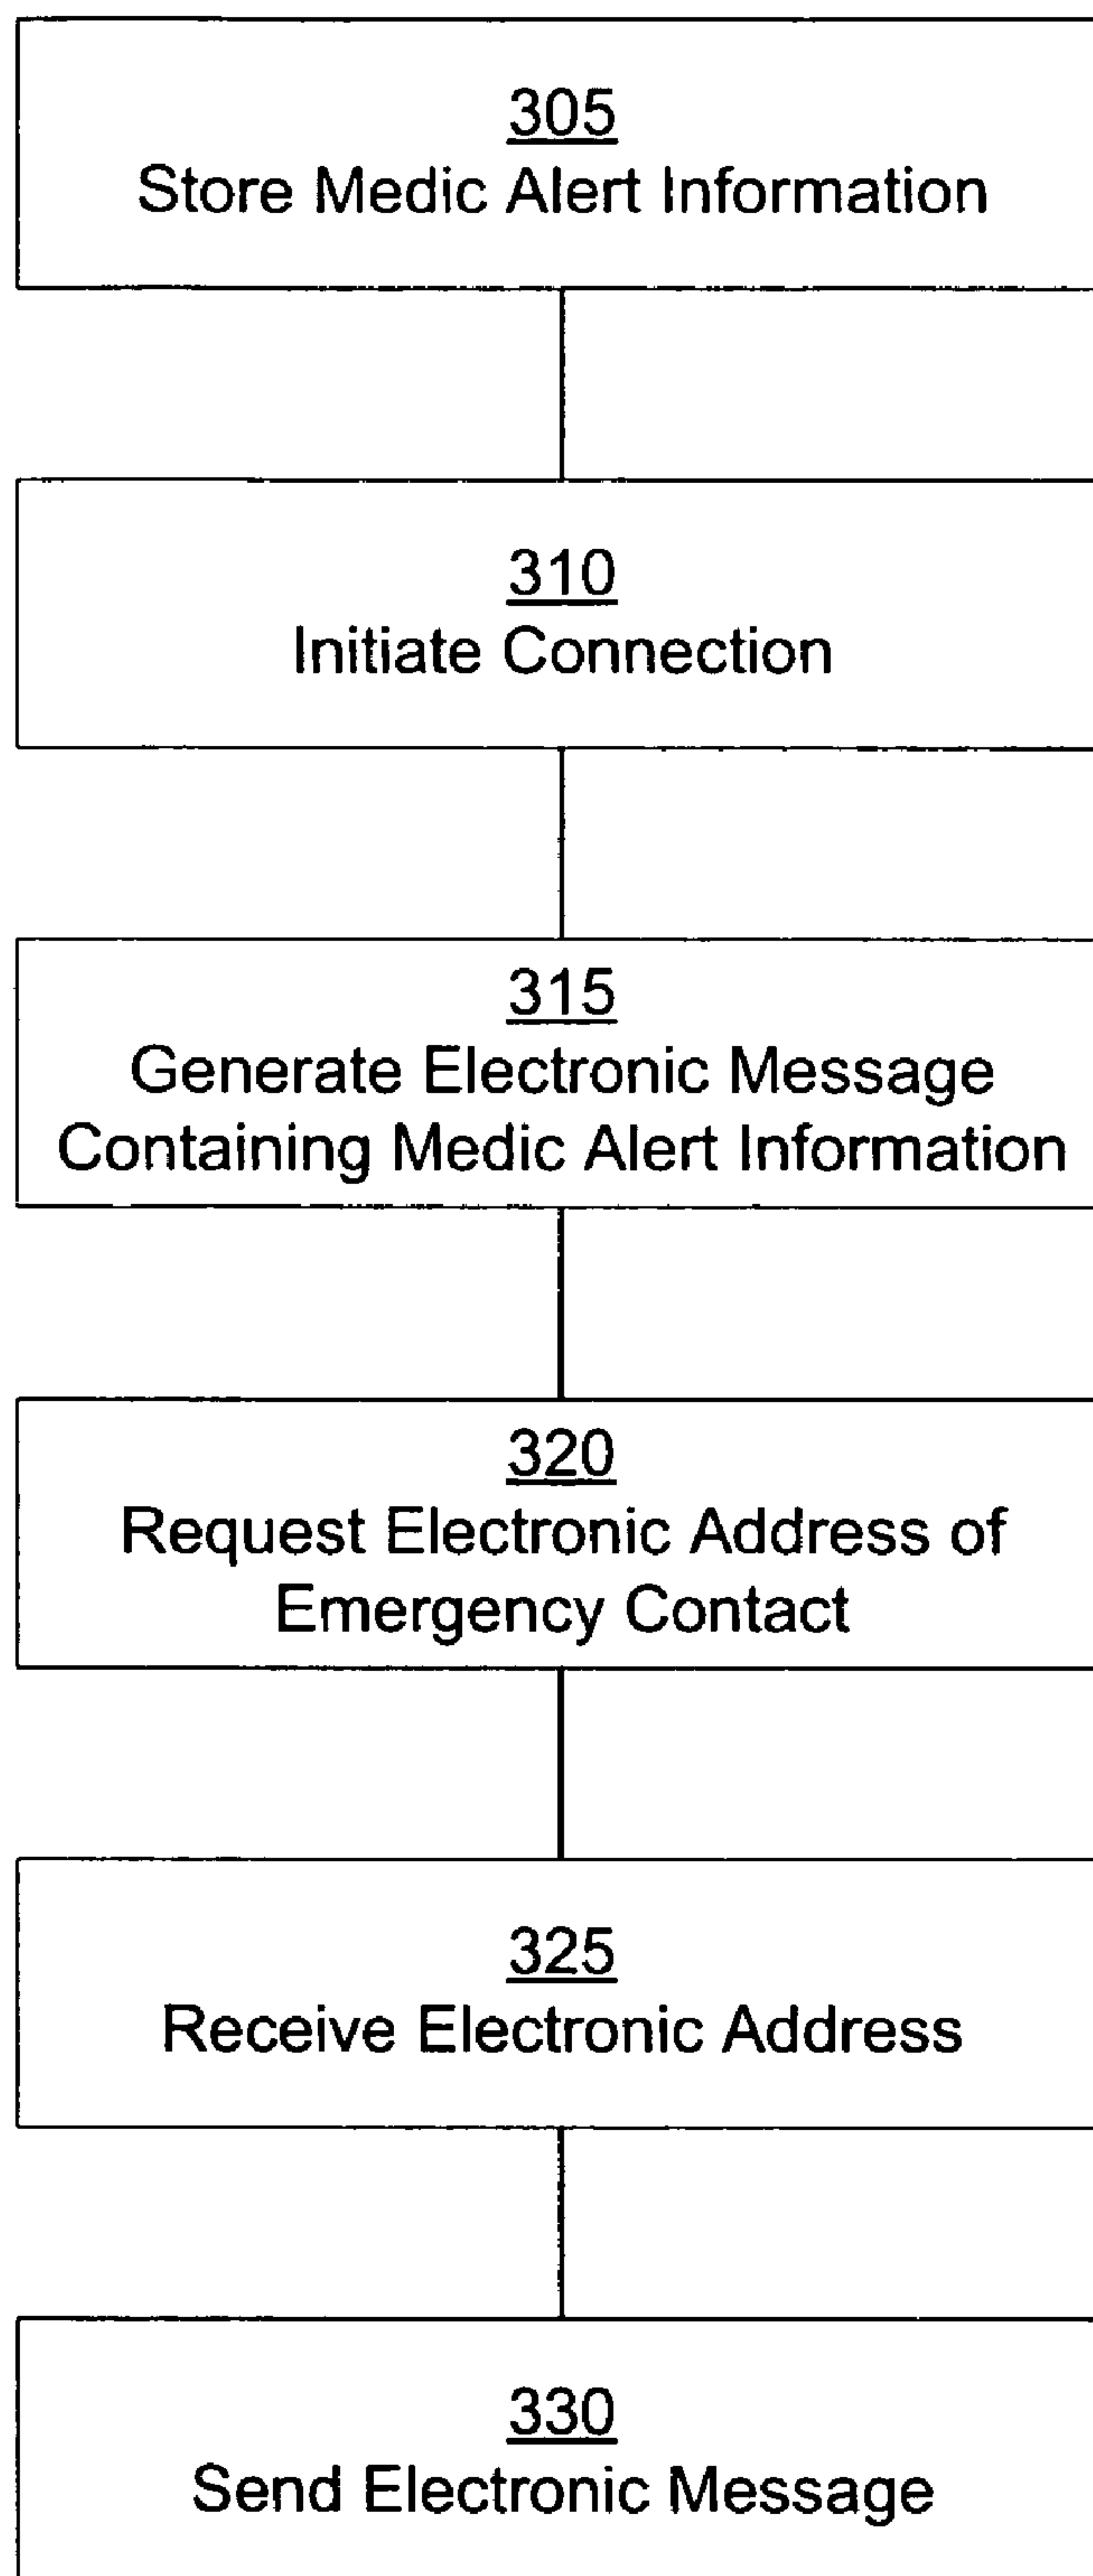 305
Store Medic Alert Information
310
Initiate Connection
315
Generate Electronic Message
Containing Medic Alert Information
320
Request Electronic Address of
Emergency Contact
325
Receive Electronic Address
330
Send Electronic Message